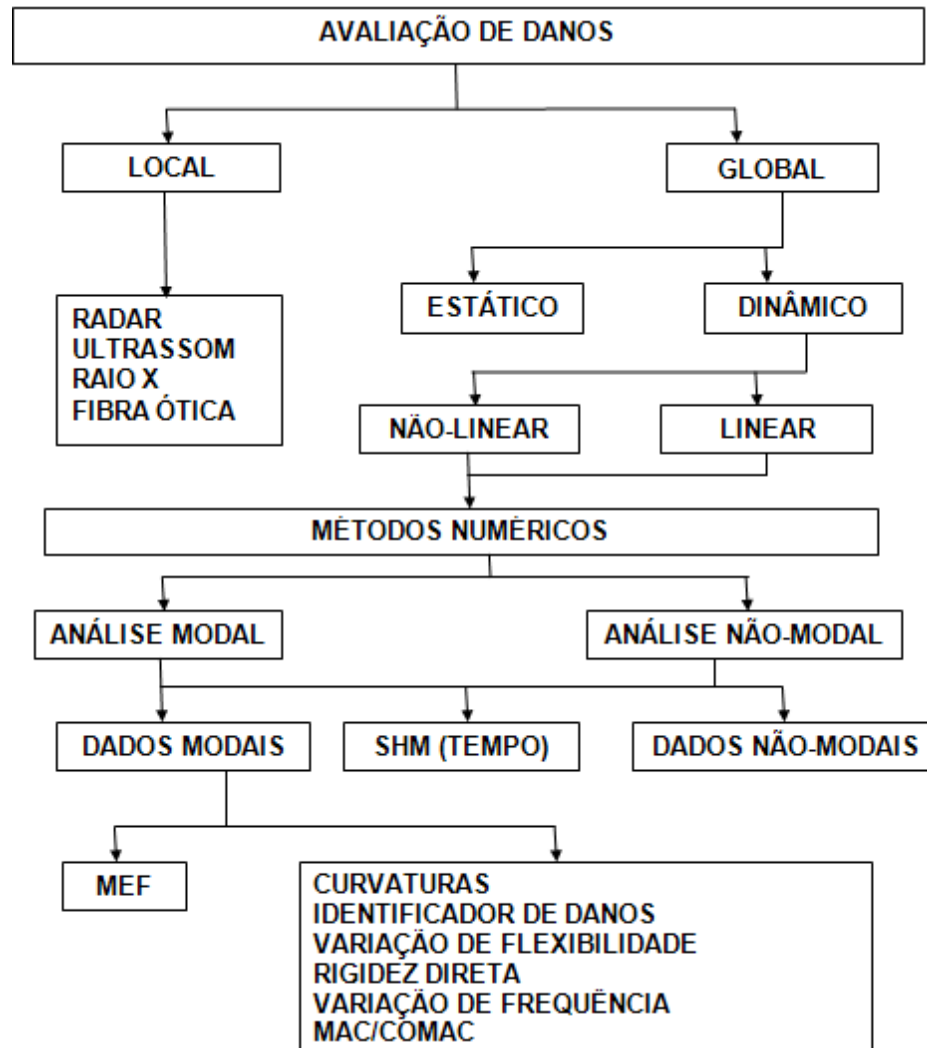 AVALIAÇÃO DE DANOS
LOCAL
GLOBAL
ESTÁTICO
DINÂMICO
RADAR
ULTRASSOM
RAIO X
FIBRA ÓTICA
NÃO-LINEAR
LINEAR
MÉTODOS NUMÉRICOS
ANÁLISE MODAL
ANÁLISE NÃO-MODAL
DADOS MODAIS
SHM (TEMPO)
DADOS NÃO-MODAIS
MEF
CURVATURAS
IDENTIFICADOR DE DANOS
VARIAÇÃO DE FLEXIBILIDADE
RIGIDEZ DIRETA
VARIAÇÃO DE FREQUÊNCIA
MAC/COMAC